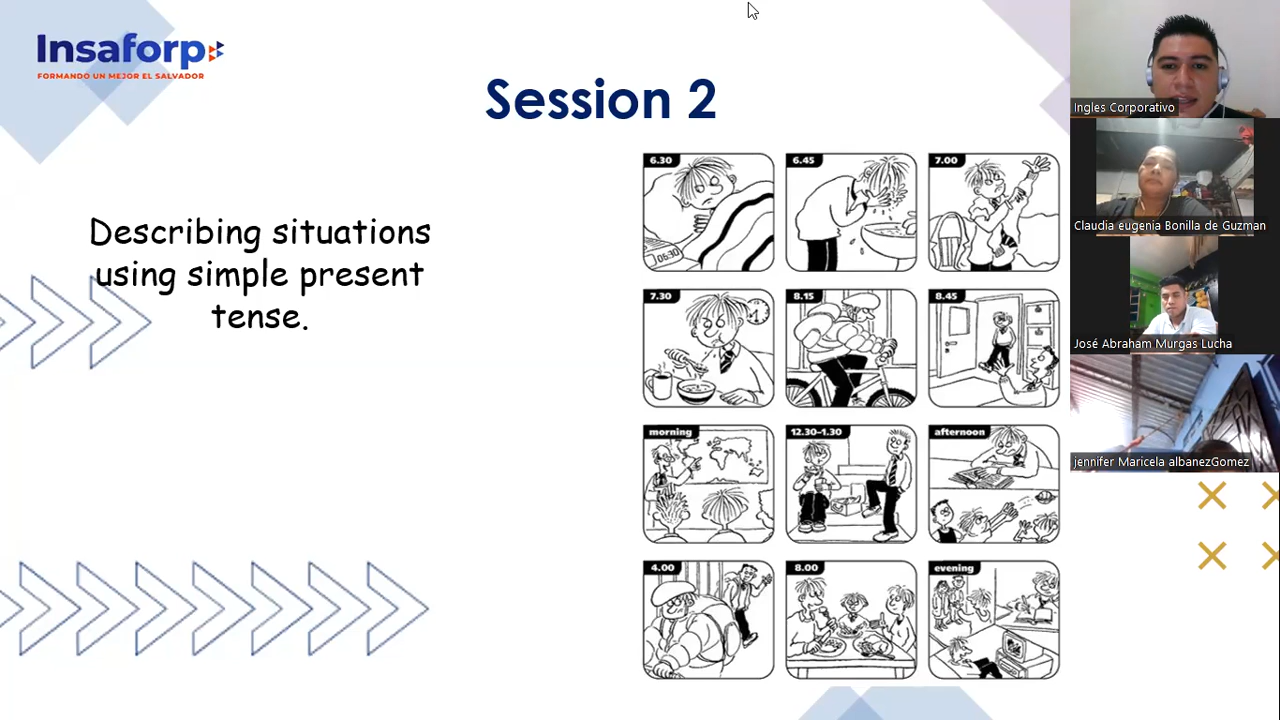 Insaforp
FORMANDO UN MEJOR EL SALVADOR
Session 2
Describing situations
using simple present
tense.
6.30
6.45
7.00
06:30
7.30
8.15
8.45
morning
12.30–1.30
afternoon
4.00
8.00
evening
Ingles Corporativo
Claudia eugenia Bonilla de Guzman
José Abraham Murgas Lucha
jennifer Maricela albanezGomez